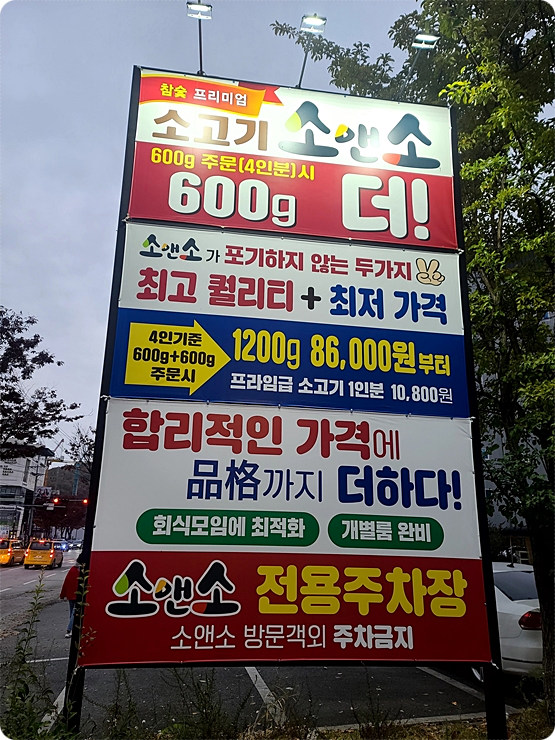 참숯 프리미엄
소고기 소앤소
600g 주문(4인분)시
600g 더!
소앤소가 포기하지 않는 두가지
최고 퀄리티 + 최저 가격
4인기준
600g+600g
주문시
1200g 86,000원부터
프라임급 소고기 1인분 10,800원
합리적인 가격에
品格까지 더하다!
회식모임에 최적화 개별룸 완비
소앤소 전용주차장
소앤소 방문객외 주차금지